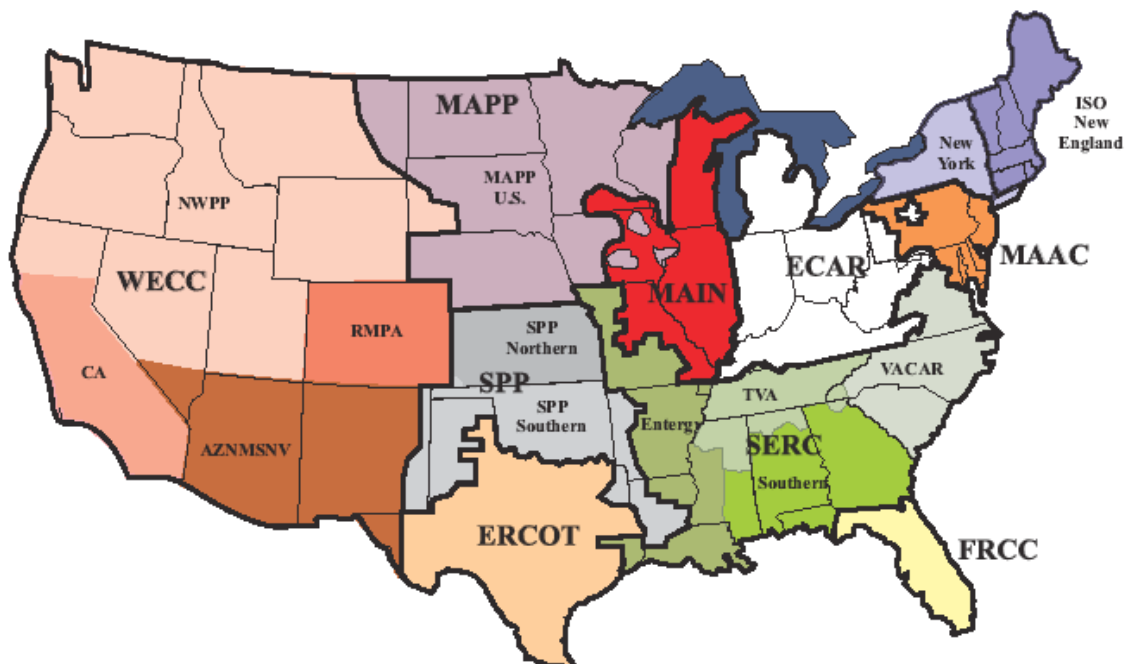 MAPP
ISO
New
England
New
York
MAPP
U.S.
NWPP
WECC
ECAR
MAAC
MAIN
RMPA
SPP
Northern
CA
SPP
VACAR
TVA
SPP
Southern
Entergy
AZNMSNV
SERC
Southern
ERCOT
FRCC